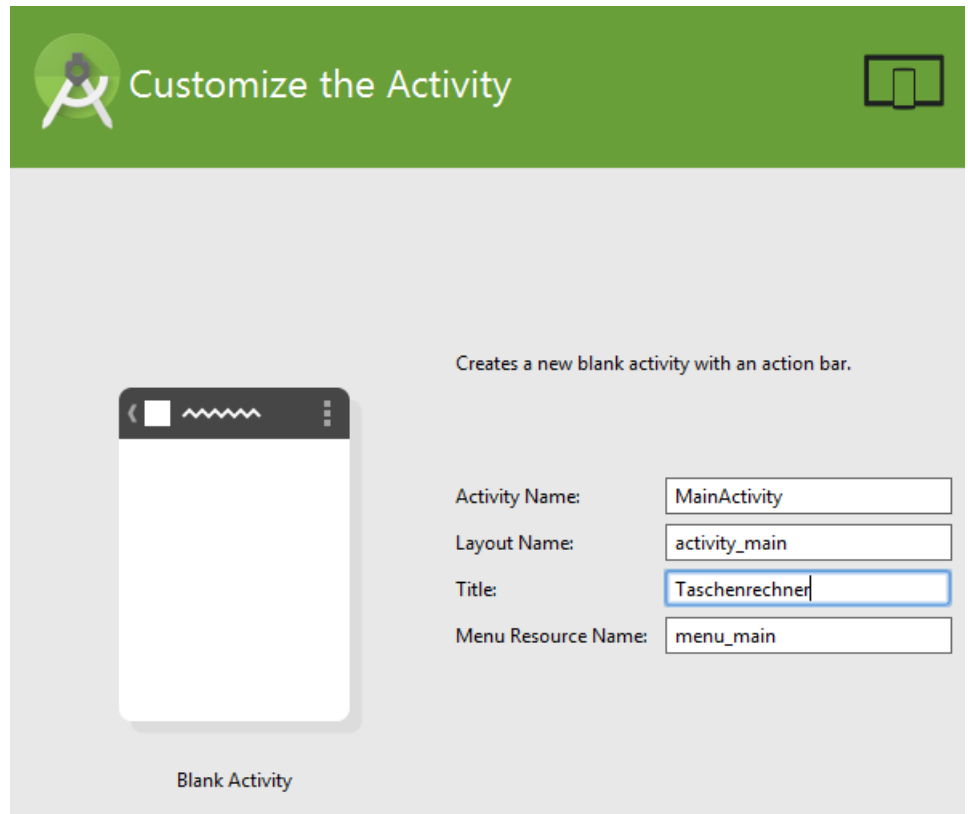 Customize the Activity
Creates a new blank activity with an action bar.
Activity Name: MainActivity
Layout Name: activity_main
Title: Taschenrechner
Menu Resource Name: menu_main
Blank Activity